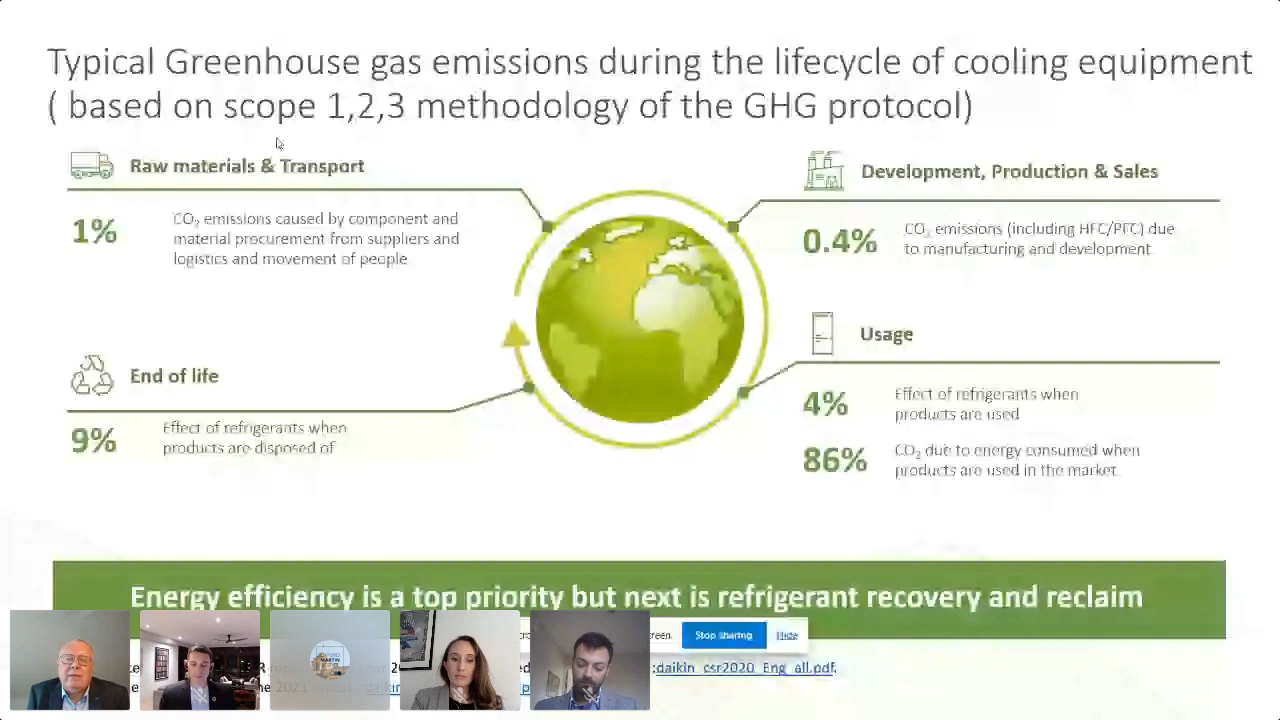 Typical Greenhouse gas emissions during the lifecycle of cooling equipment
( based on scope 1,2,3 methodology of the GHG protocol)
Raw materials & Transport
1%
CO₂ emissions caused by component and
material procurement from suppliers and
logistics and movement of people
Development, Production & Sales
0.4%
CO₂ emissions (including HFC/PFC) due
to manufacturing and development
End of life
9%
Effect of refrigerants when
products are disposed of
Usage
4%
Effect of refrigerants when
products are used
86%
CO₂ due to energy consumed when
products are used in the market.
Energy efficiency is a top priority but next is refrigerant recovery and reclaim
Stop sharing
Hide
:daikin_csr2020_Eng_all.pdf.
2021 report :
MARTIN